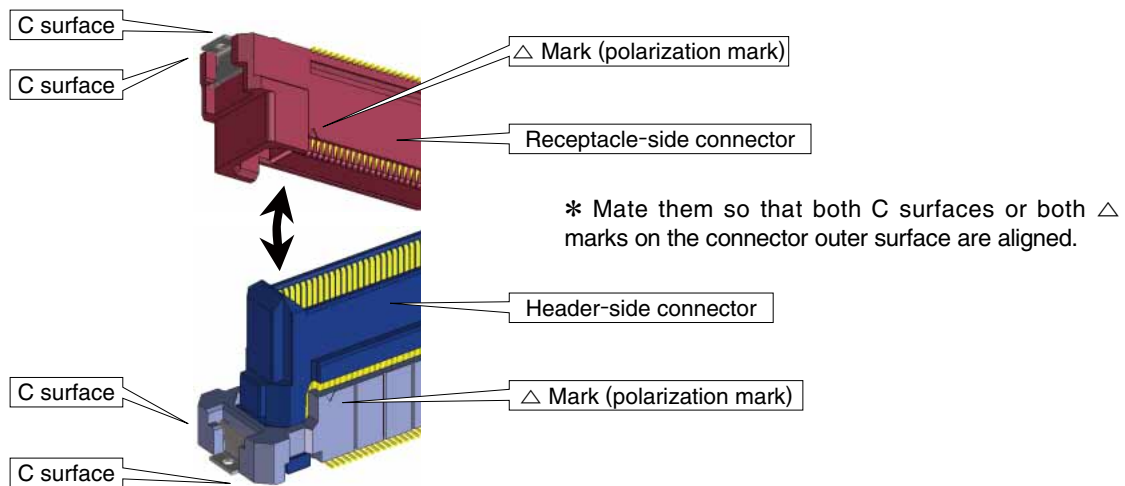 C surface
C surface
△ Mark (polarization mark)
Receptacle-side connector
＊ Mate them so that both C surfaces or both △
marks on the connector outer surface are aligned.
Header-side connector
C surface
△ Mark (polarization mark)
C surface